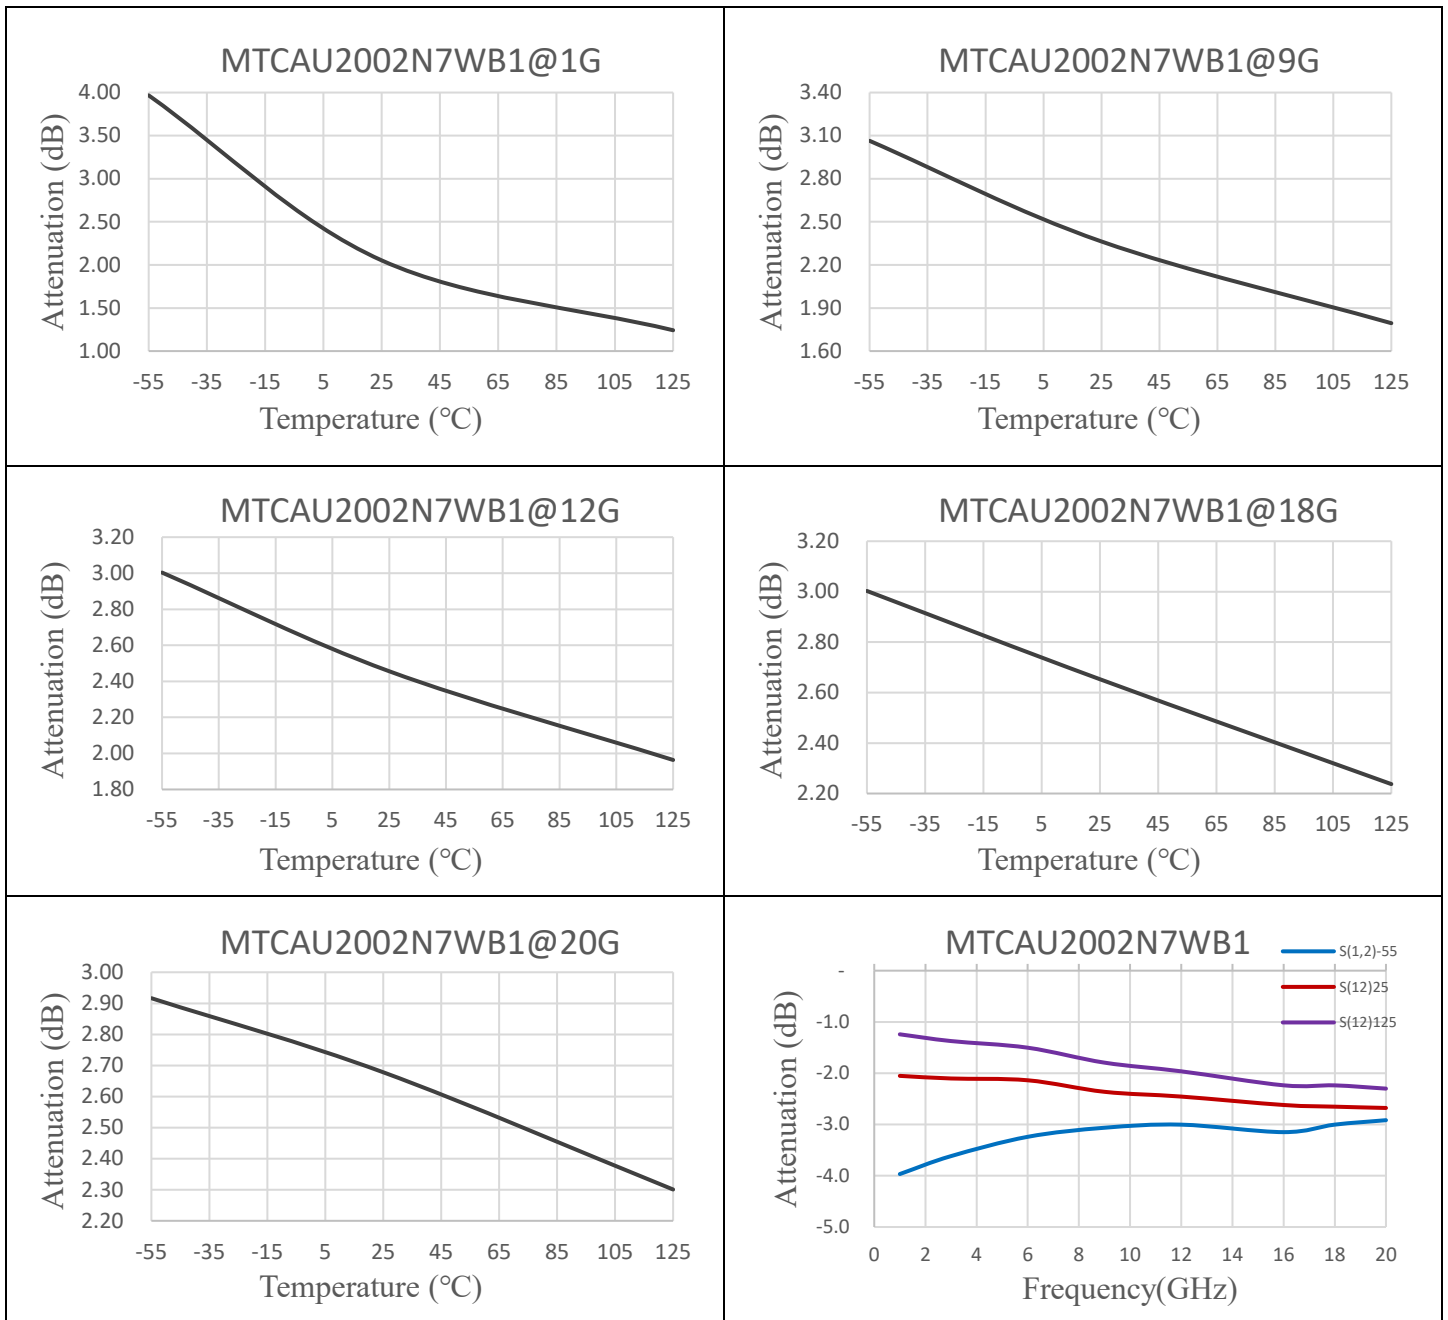 MTCAU2002N7WB1@1G
Attenuation (dB)
4.00
3.50
3.00
2.50
2.00
1.50
1.00
-55 -35 -15 5 25 45 65 85 105 125
Temperature (°C)
MTCAU2002N7WB1@9G
Attenuation (dB)
3.40
3.10
2.80
2.50
2.20
1.90
1.60
-55 -35 -15 5 25 45 65 85 105 125
Temperature (°C)
MTCAU2002N7WB1@12G
Attenuation (dB)
3.20
3.00
2.80
2.60
2.40
2.20
2.00
1.80
-55 -35 -15 5 25 45 65 85 105 125
Temperature (°C)
MTCAU2002N7WB1@18G
Attenuation (dB)
3.20
3.00
2.80
2.60
2.40
2.20
-55 -35 -15 5 25 45 65 85 105 125
Temperature (°C)
MTCAU2002N7WB1@20G
Attenuation (dB)
3.00
2.90
2.80
2.70
2.60
2.50
2.40
2.30
2.20
-55 -35 -15 5 25 45 65 85 105 125
Temperature (°C)
MTCAU2002N7WB1
S(1,2)-55
S(12)25
S(12)125
Attenuation (dB)
-
-1.0
-2.0
-3.0
-4.0
-5.0
0 2 4 6 8 10 12 14 16 18 20
Frequency(GHz)